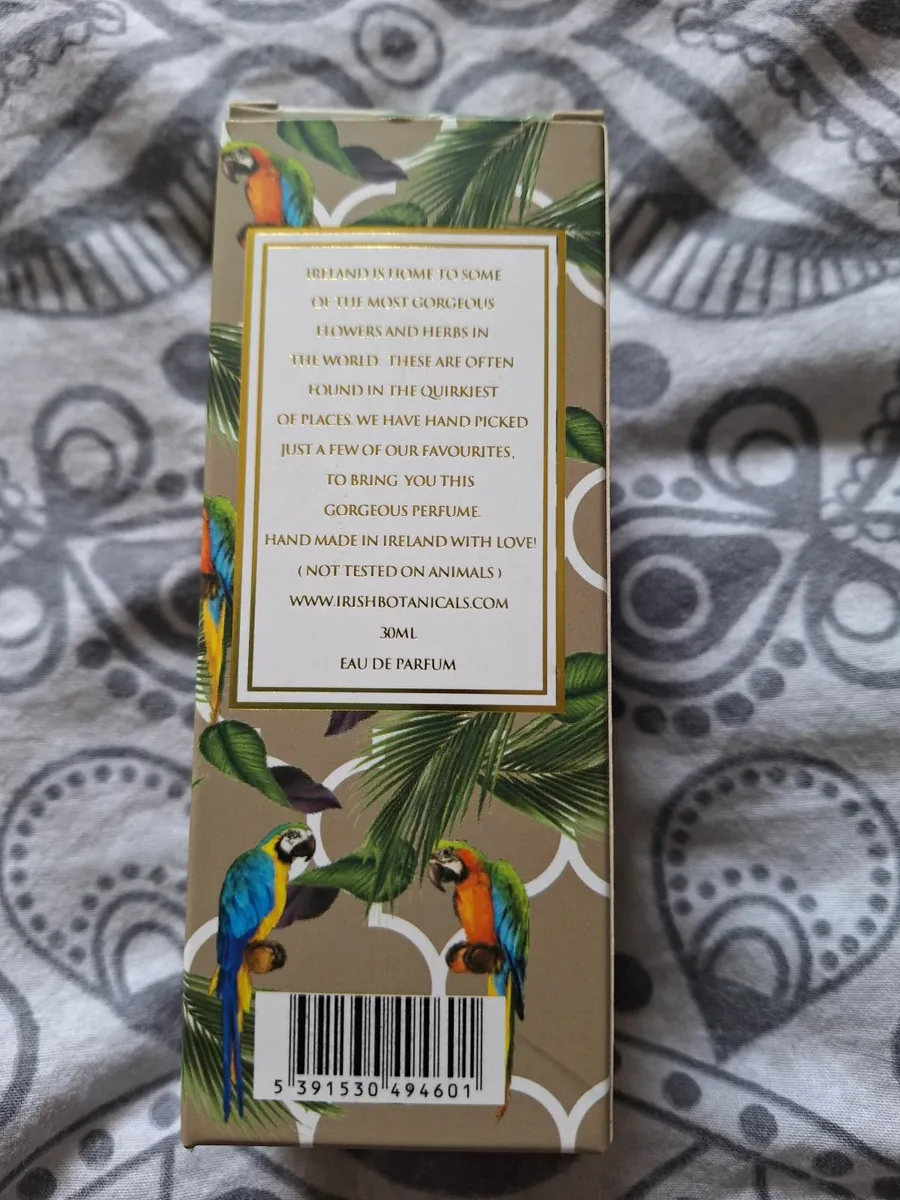 IRELAND IS HOME TO SOME
OF THE MOST GORGEOUS
FLOWERS AND HERBS IN
THE WORLD. THESE ARE OFTEN
FOUND IN THE QUIRKIEST
OF PLACES. WE HAVE HAND PICKED
JUST A FEW OF OUR FAVOURITES,
TO BRING YOU THIS
GORGEOUS PERFUME.
HAND MADE IN IRELAND WITH LOVE!
( NOT TESTED ON ANIMALS )
WWW.IRISHBOTANICALS.COM
30ML
EAU DE PARFUM
5 391530 494601